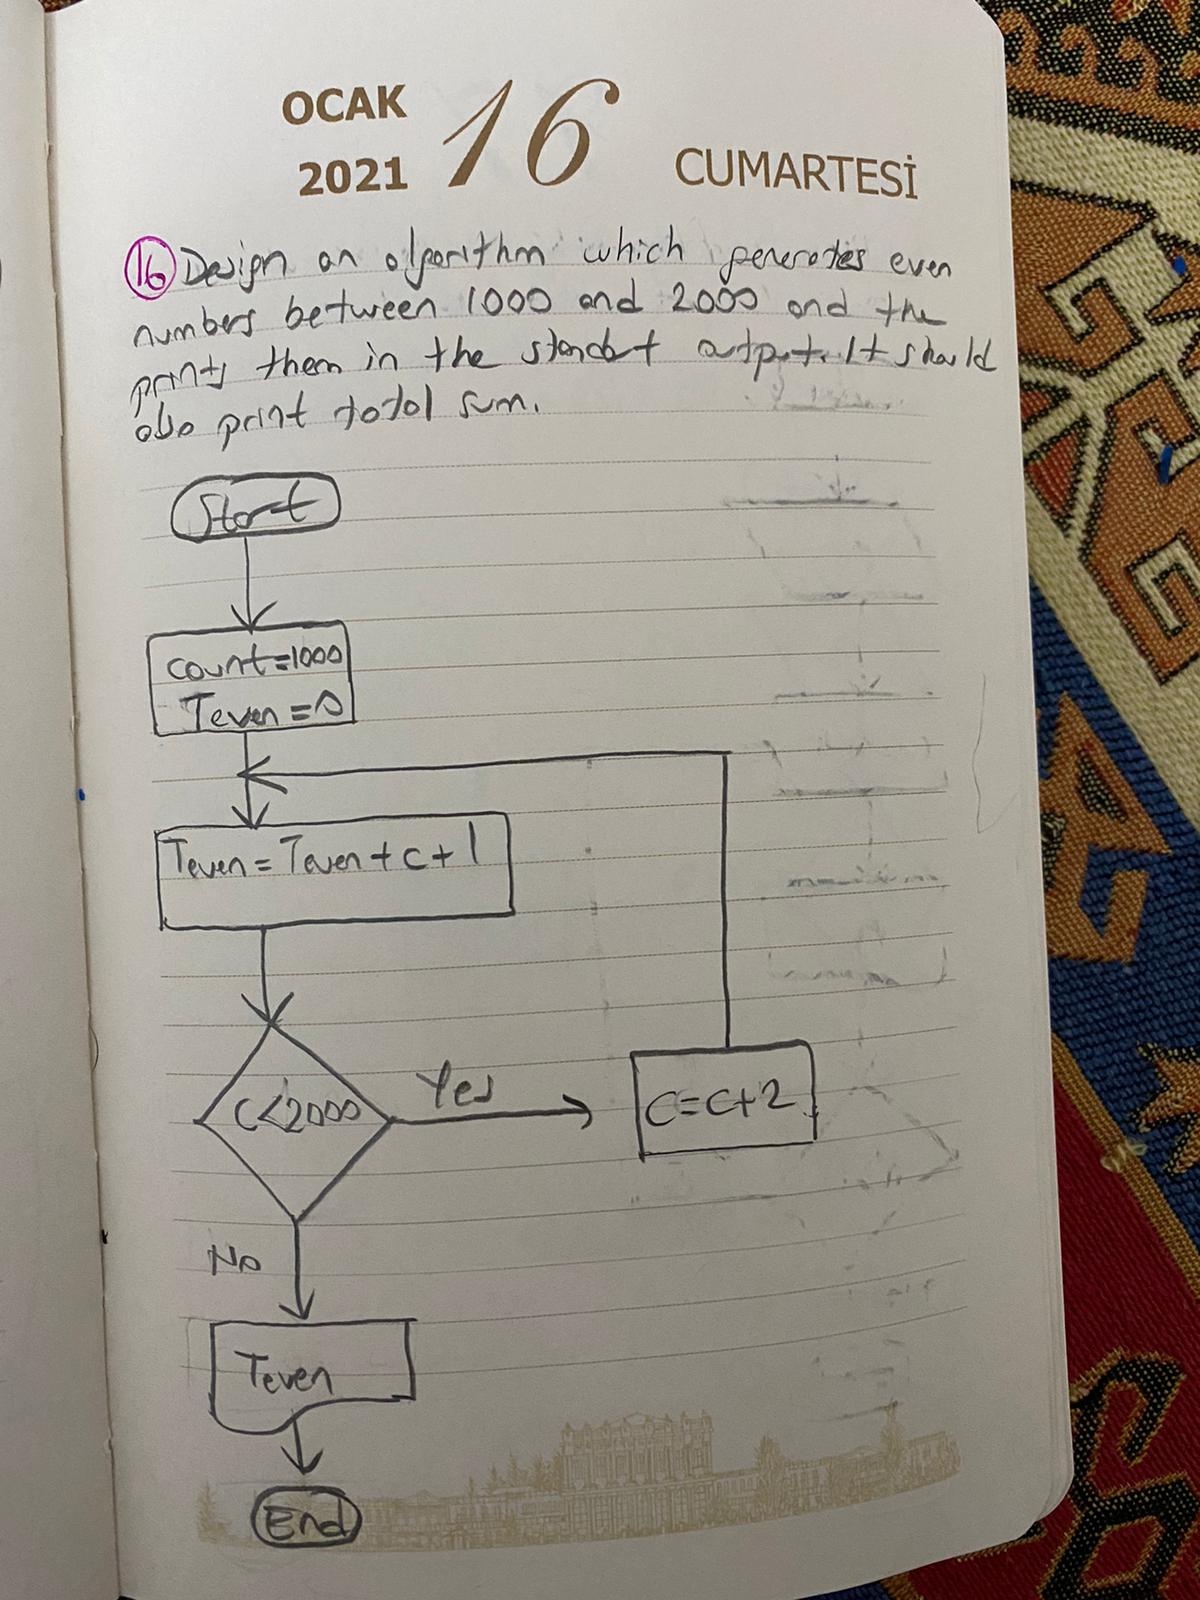 OCAK
2021
16
CUMARTESİ
16 Design an algorithm which generates even
numbers between 1000 and 2000 and the
prints them in the standart output. It should
also print total sum.
Start
count=1000
Teven=0
Teven=Teven+c+1
C<2000
Yes
C=C+2
No
Teven
End